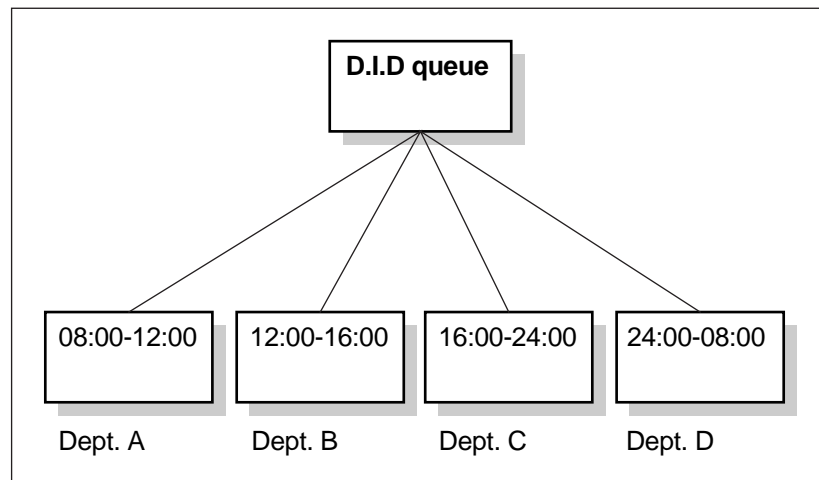 D.I.D queue
08:00-12:00
12:00-16:00
16:00-24:00
24:00-08:00
Dept. A
Dept. B
Dept. C
Dept. D